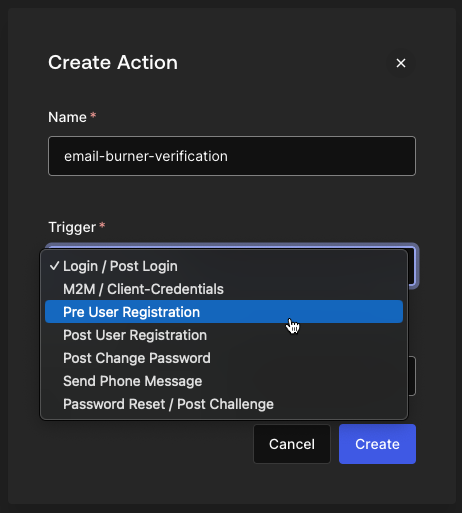 Create Action
Name *
email-burner-verification
Trigger *
✓ Login / Post Login
M2M / Client-Credentials
Pre User Registration
Post User Registration
Post Change Password
Send Phone Message
Password Reset / Post Challenge
Cancel
Create